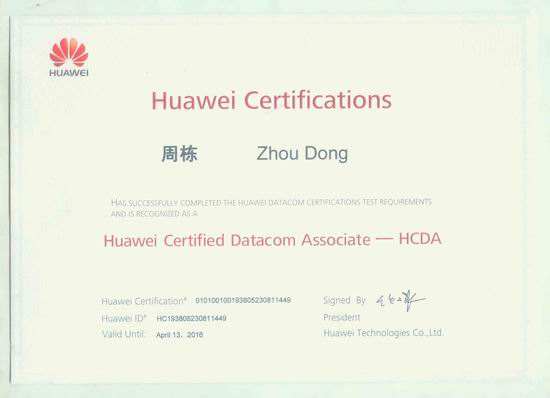 HUAWEI
Huawei Certifications
周栋 Zhou Dong
HAS SUCCESSFULLY COMPLETED THE HUAWEI DATACOM CERTIFICATIONS TEST REQUIREMENTS
AND IS RECOGNIZED AS A
Huawei Certified Datacom Associate — HCDA
Huawei Certification# 010100100193805230811449 Signed By
Huawei ID# HC193805230811449 President
Valid Until: April 13, 2016 Huawei Technologies Co.,Ltd.